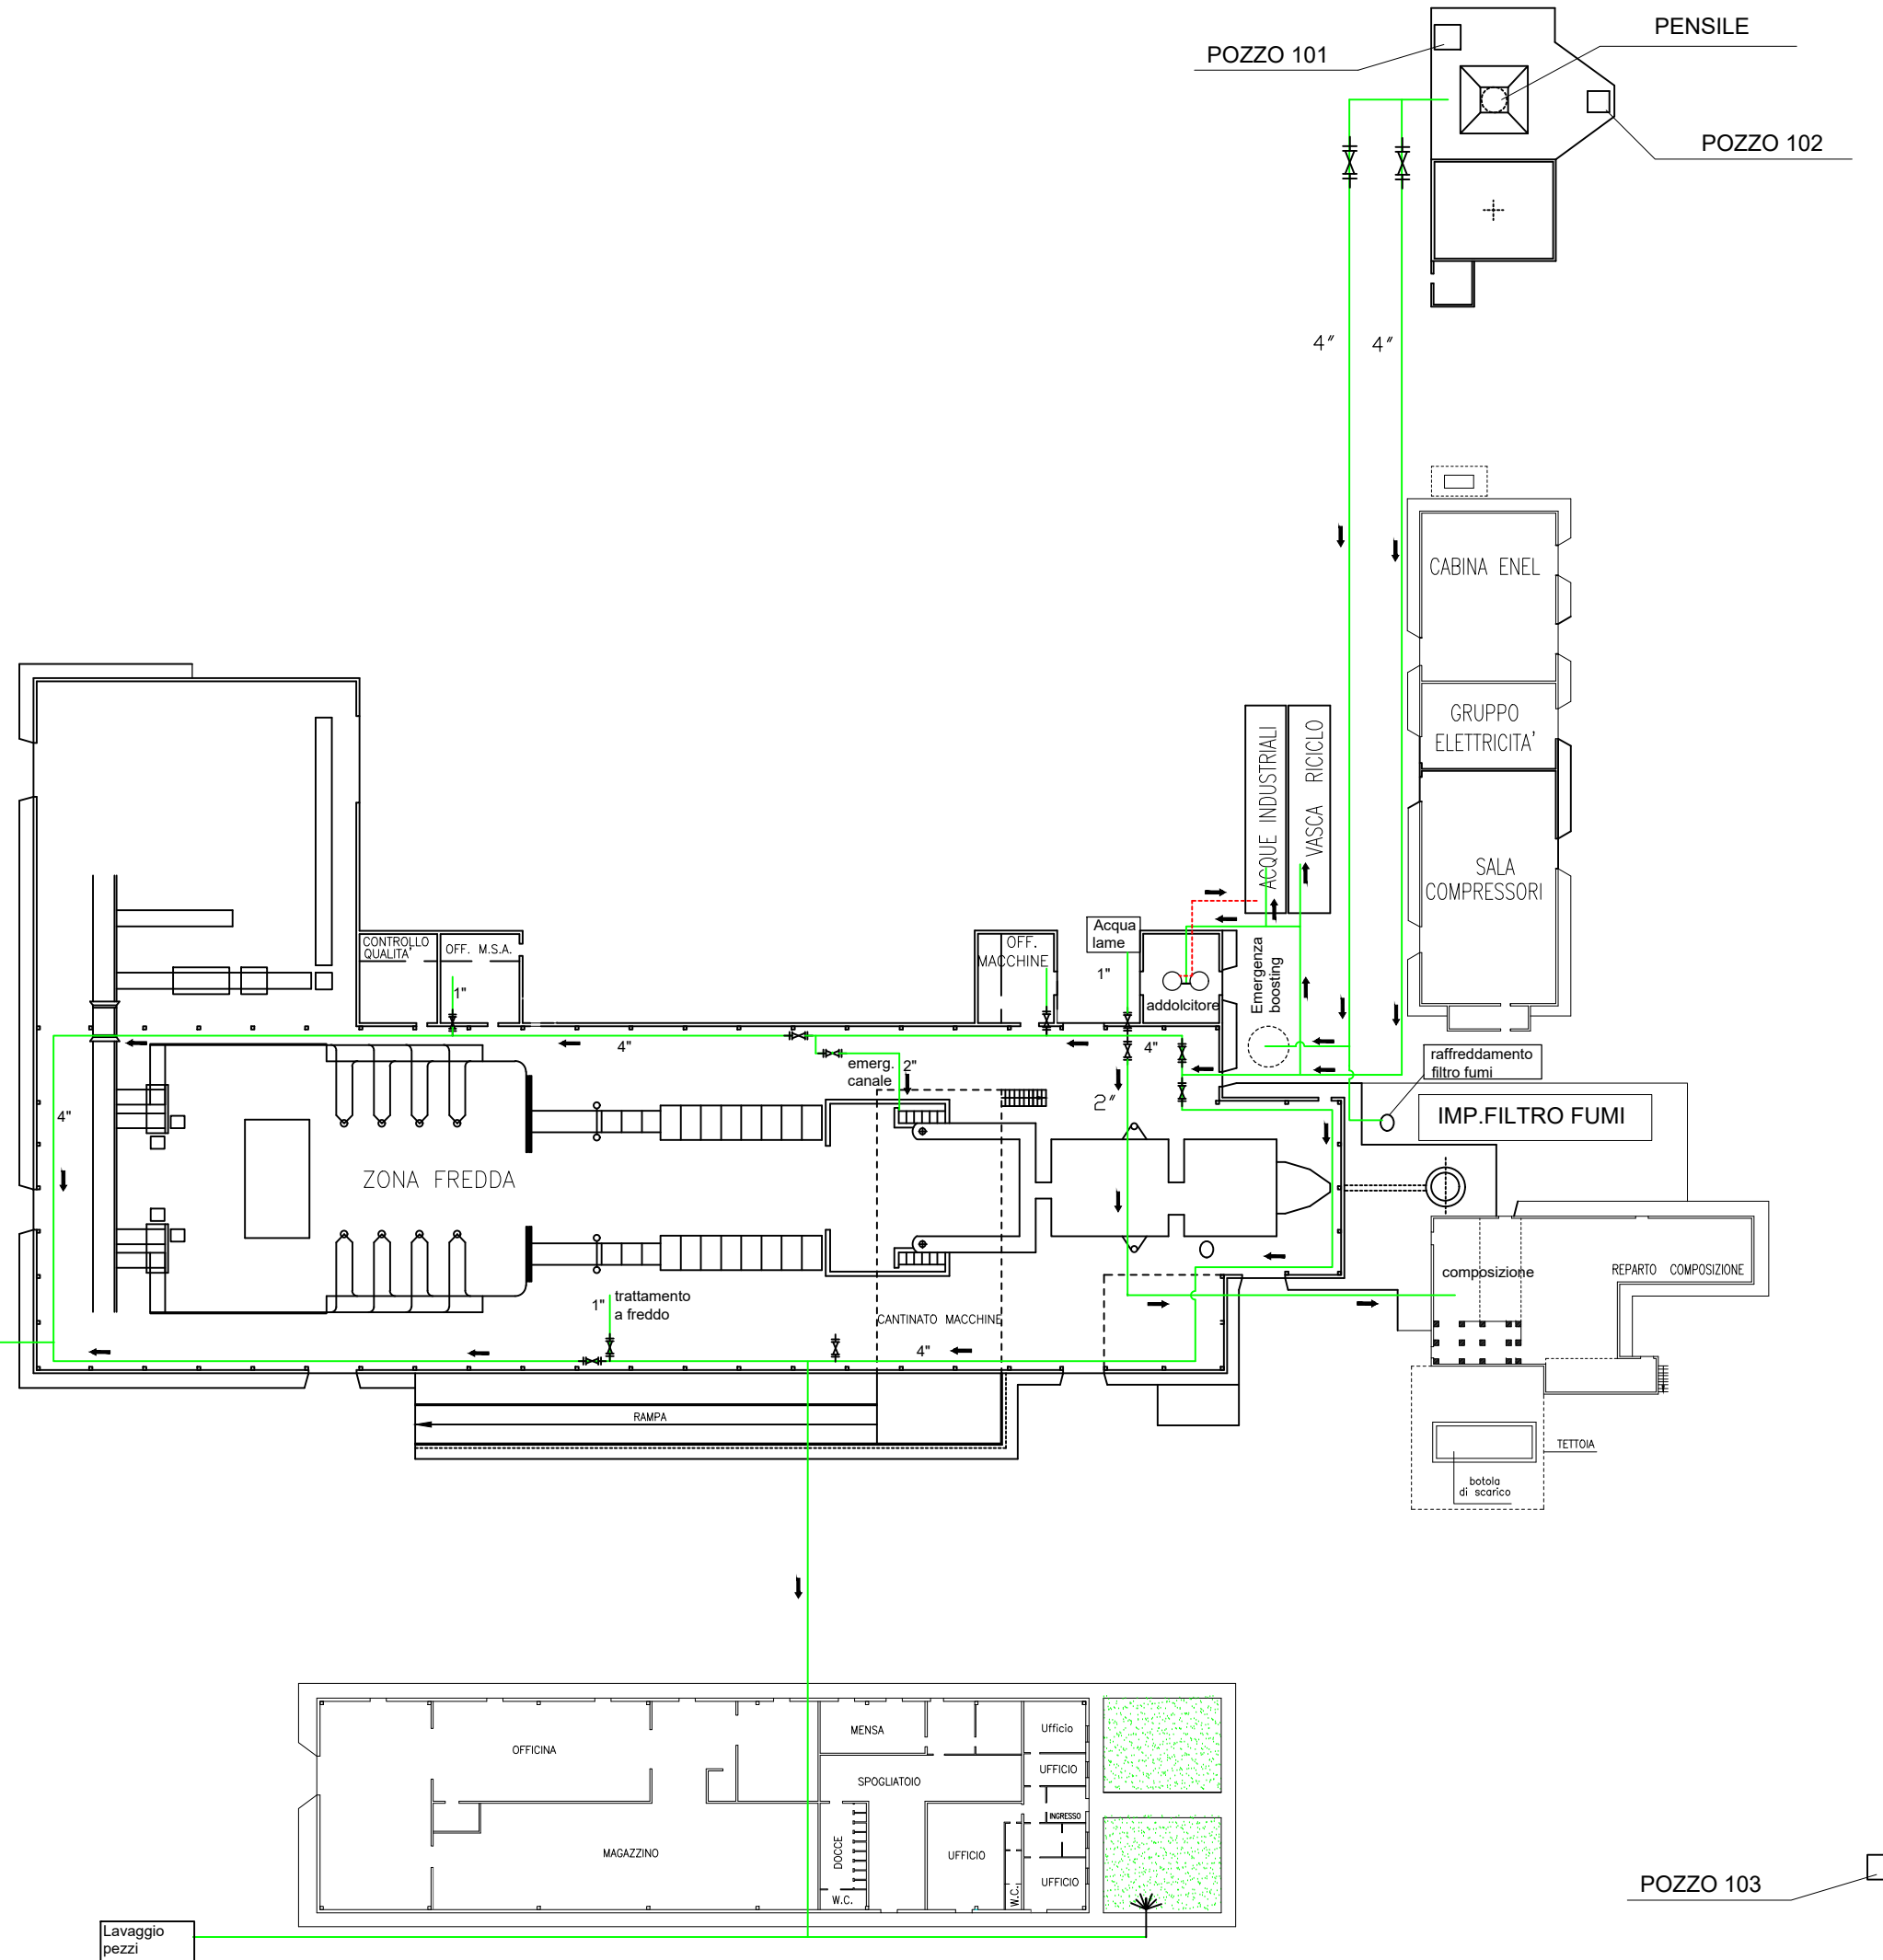 PENSILE
POZZO 101
POZZO 102
4"
4"
CABINA ENEL
GRUPPO
ELETTRICITA'
ACQUE INDUSTRIALI
VASCA RICICLO
SALA
COMPRESSORI
CONTROLLO
QUALITA'
OFF. M.S.A.
OFF.
MACCHINE
Acqua
lame
1"
1"
addolcitore
Emergenza
boosting
4"
4"
emerg.
canale
2"
raffreddamento
filtro fumi
2"
4"
IMP.FILTRO FUMI
ZONA FREDDA
composizione
REPARTO COMPOSIZIONE
1"
trattamento
a freddo
CANTINATO MACCHINE
4"
RAMPA
TETTOIA
botola
di scarico
MENSA
Ufficio
OFFICINA
UFFICIO
SPOGLIATOIO
INGRESSO
MAGAZZINO
DOCCE
UFFICIO
UFFICIO
W.C.
W.C.
POZZO 103
Lavaggio
pezzi